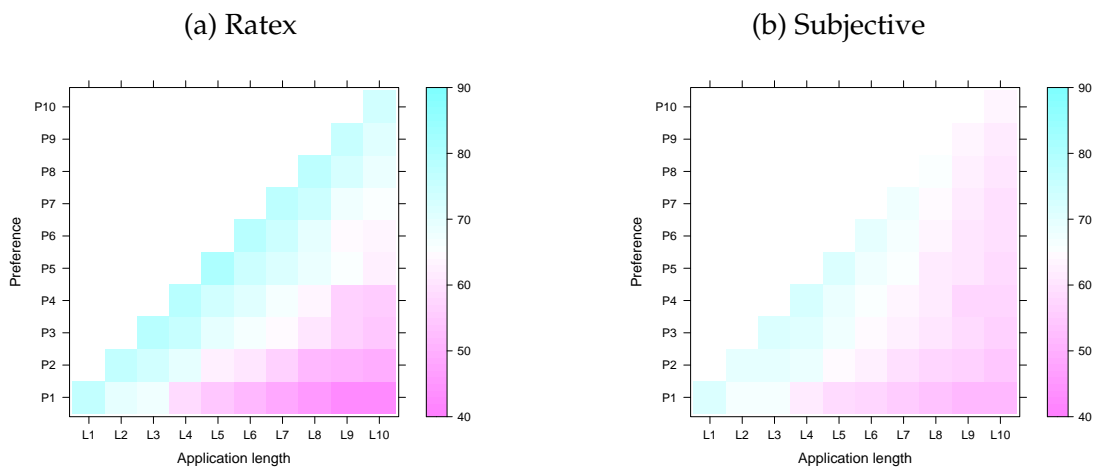 (a) Ratex
P10
P9
P8
P7
P6
P5
P4
P3
P2
P1
Preference
L1 L2 L3 L4 L5 L6 L7 L8 L9 L10
Application length
90
80
70
60
50
40
(b) Subjective
P10
P9
P8
P7
P6
P5
P4
P3
P2
P1
Preference
L1 L2 L3 L4 L5 L6 L7 L8 L9 L10
Application length
90
80
70
60
50
40